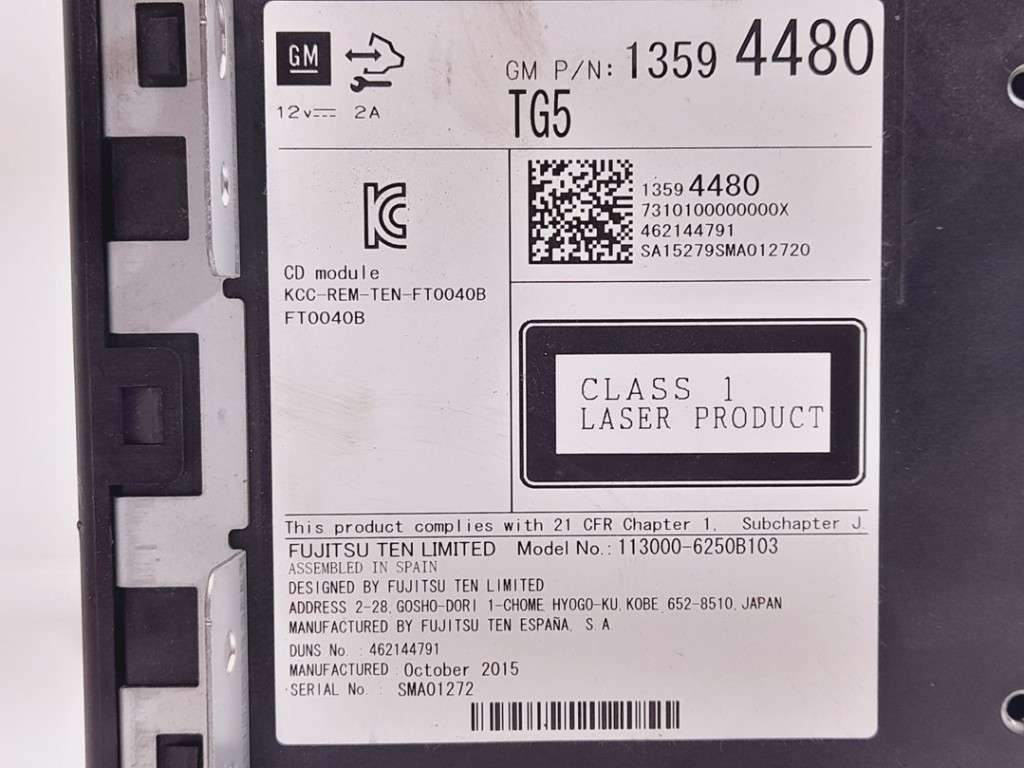 GM
GM P/N: 1359 4480
12v 2A
TG5
1359 4480
7310100000000X
462144791
SA15279SMA012720
CD module
KCC-REM-TEN-FT0040B
FT0040B
CLASS 1
LASER PRODUCT
This product complies with 21 CFR Chapter 1, Subchapter J.
FUJITSU TEN LIMITED Model No.: 113000-6250B103
ASSEMBLED IN SPAIN
DESIGNED BY FUJITSU TEN LIMITED
ADDRESS 2-28, GOSHO-DORI 1-CHOME, HYOGO-KU, KOBE, 652-8510, JAPAN
MANUFACTURED BY FUJITSU TEN ESPAÑA, S.A.
DUNS No. : 462144791
MANUFACTURED : October 2015
SERIAL No. : SMA01272